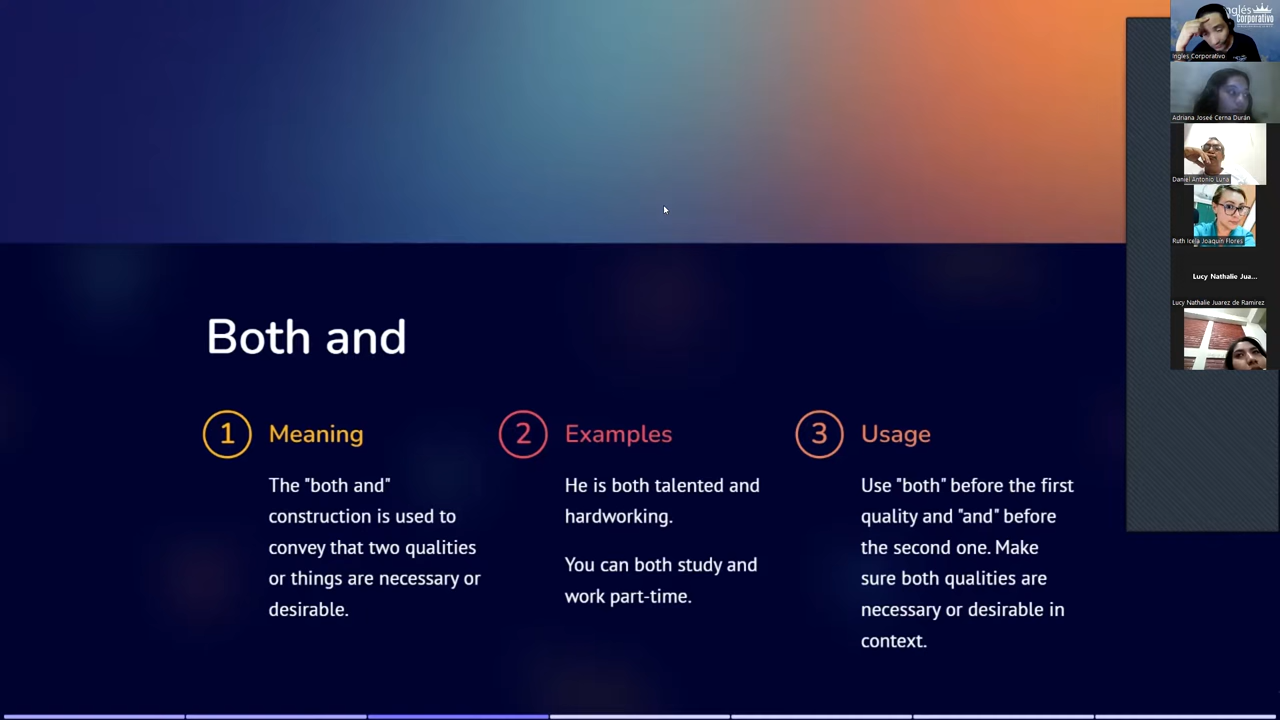 Both and
1 Meaning
The "both and"
construction is used to
convey that two qualities
or things are necessary or
desirable.
2 Examples
He is both talented and
hardworking.
You can both study and
work part-time.
3 Usage
Use "both" before the first
quality and "and" before
the second one. Make
sure both qualities are
necessary or desirable in
context.
Inglés
Corporativo
Ingles Corporativo
Adriana Joseé Cerna Durán
Daniel Antonio Luna
Ruth Icela Joaquin Flores
Lucy Nathalie Jua...
Lucy Nathalie Juarez de Ramirez